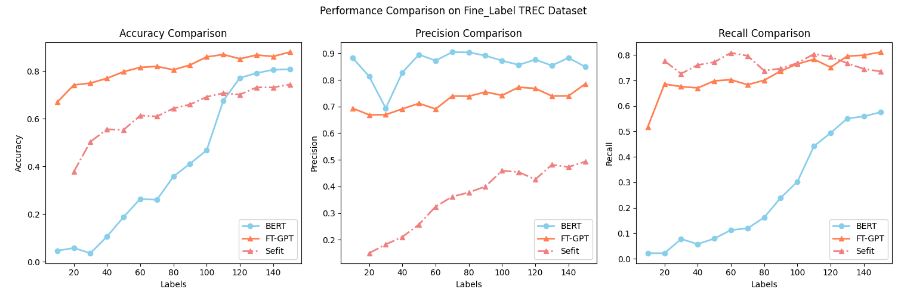 Performance Comparison on Fine_Label TREC Dataset
Accuracy Comparison
Accuracy
0.8
0.6
0.4
0.2
0.0
20 40 60 80 100 120 140
Labels
BERT
FT-GPT
Sefit
Precision Comparison
Precision
0.9
0.8
0.7
0.6
0.5
0.4
0.3
0.2
20 40 60 80 100 120 140
Labels
BERT
FT-GPT
Sefit
Recall Comparison
Recall
0.8
0.7
0.6
0.5
0.4
0.3
0.2
0.1
0.0
20 40 60 80 100 120 140
Labels
BERT
FT-GPT
Sefit